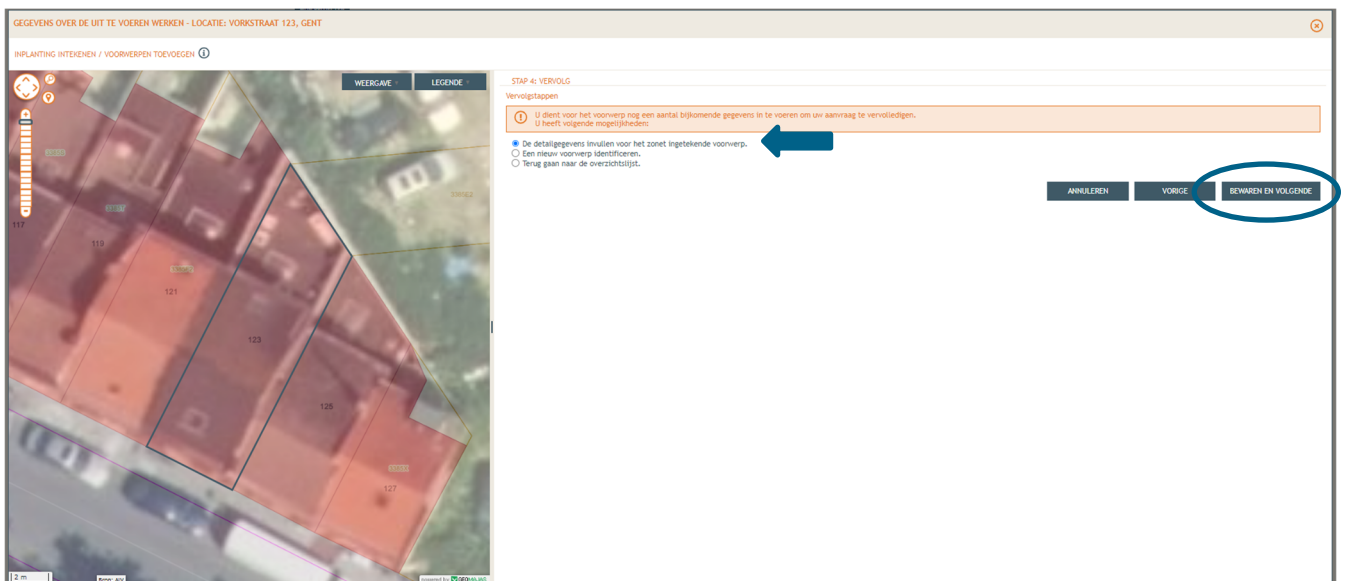 GEGEVENS OVER DE UIT TE VOEREN WERKEN - LOCATIE: VORKSTRAAT 123, GENT
INPLANTING INTEKENEN / VOORWERPEN TOEVOEGEN
WEERGAVE
LEGENDE
STAP 4: VERVOLG
Vervolgstappen
U dient voor het voorwerp nog een aantal bijkomende gegevens in te voeren om uw aanvraag te vervolledigen.
U heeft volgende mogelijkheden:
De detailgegevens invullen voor het zonet ingetekende voorwerp.
Een nieuw voorwerp identificeren.
Terug gaan naar de overzichtslijst.
ANNULEREN
VORIGE
BEWAREN EN VOLGENDE
117
119
121
123
125
127
2 m
powered by